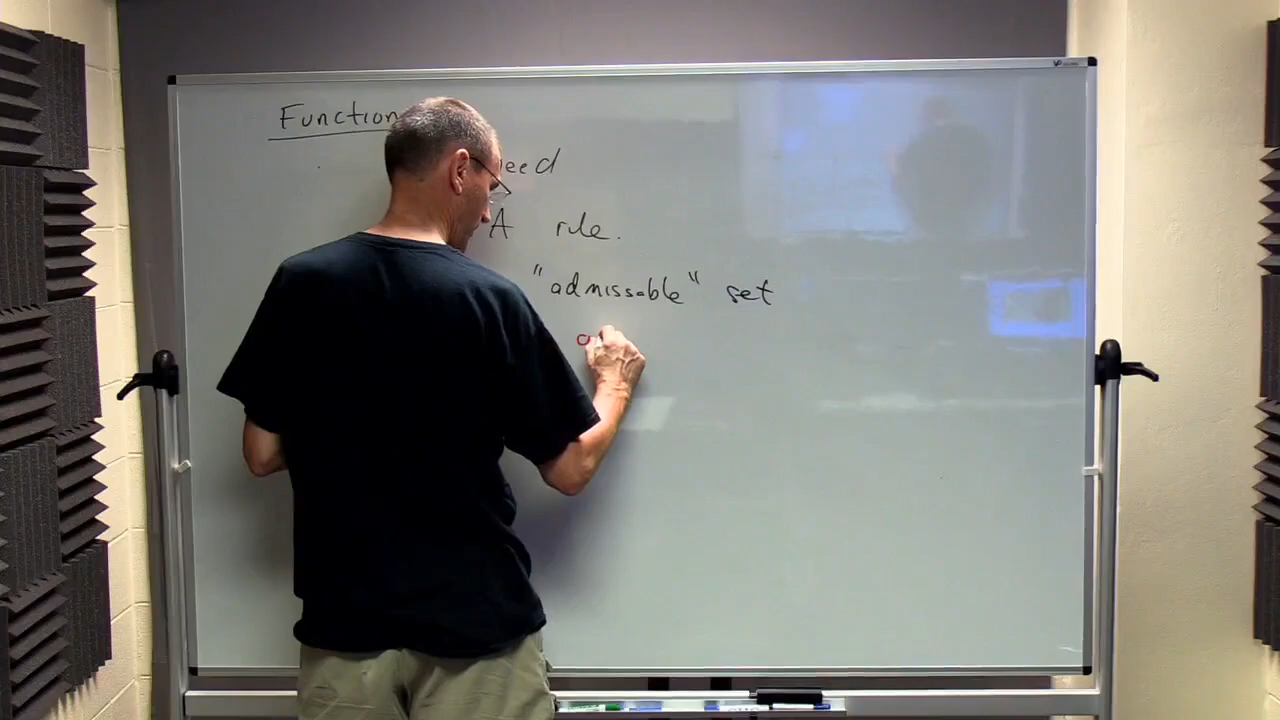 Function
eed
A rule.
"admissable" set